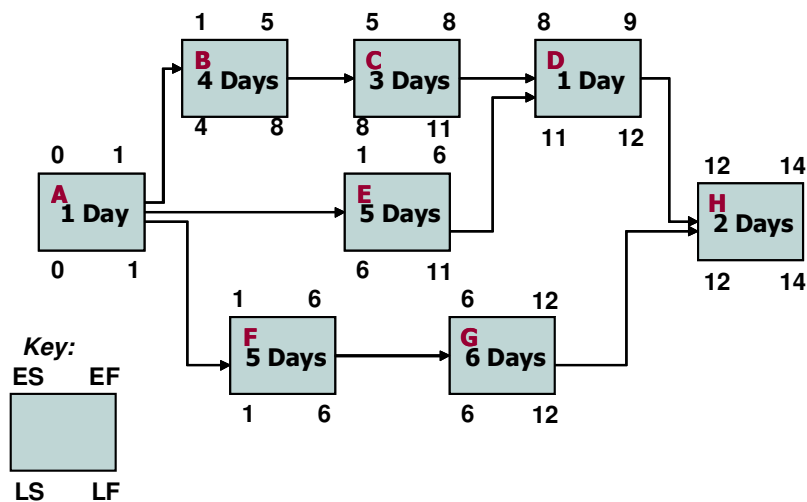 1 5
5 8
8 9
B
4 Days
C
3 Days
D
1 Day
4 8
8 11
11 12
0 1
1 6
12 14
A
1 Day
E
5 Days
H
2 Days
0 1
6 11
12 14
1 6
6 12
F
5 Days
G
6 Days
1 6
6 12
Key:
ES EF
LS LF